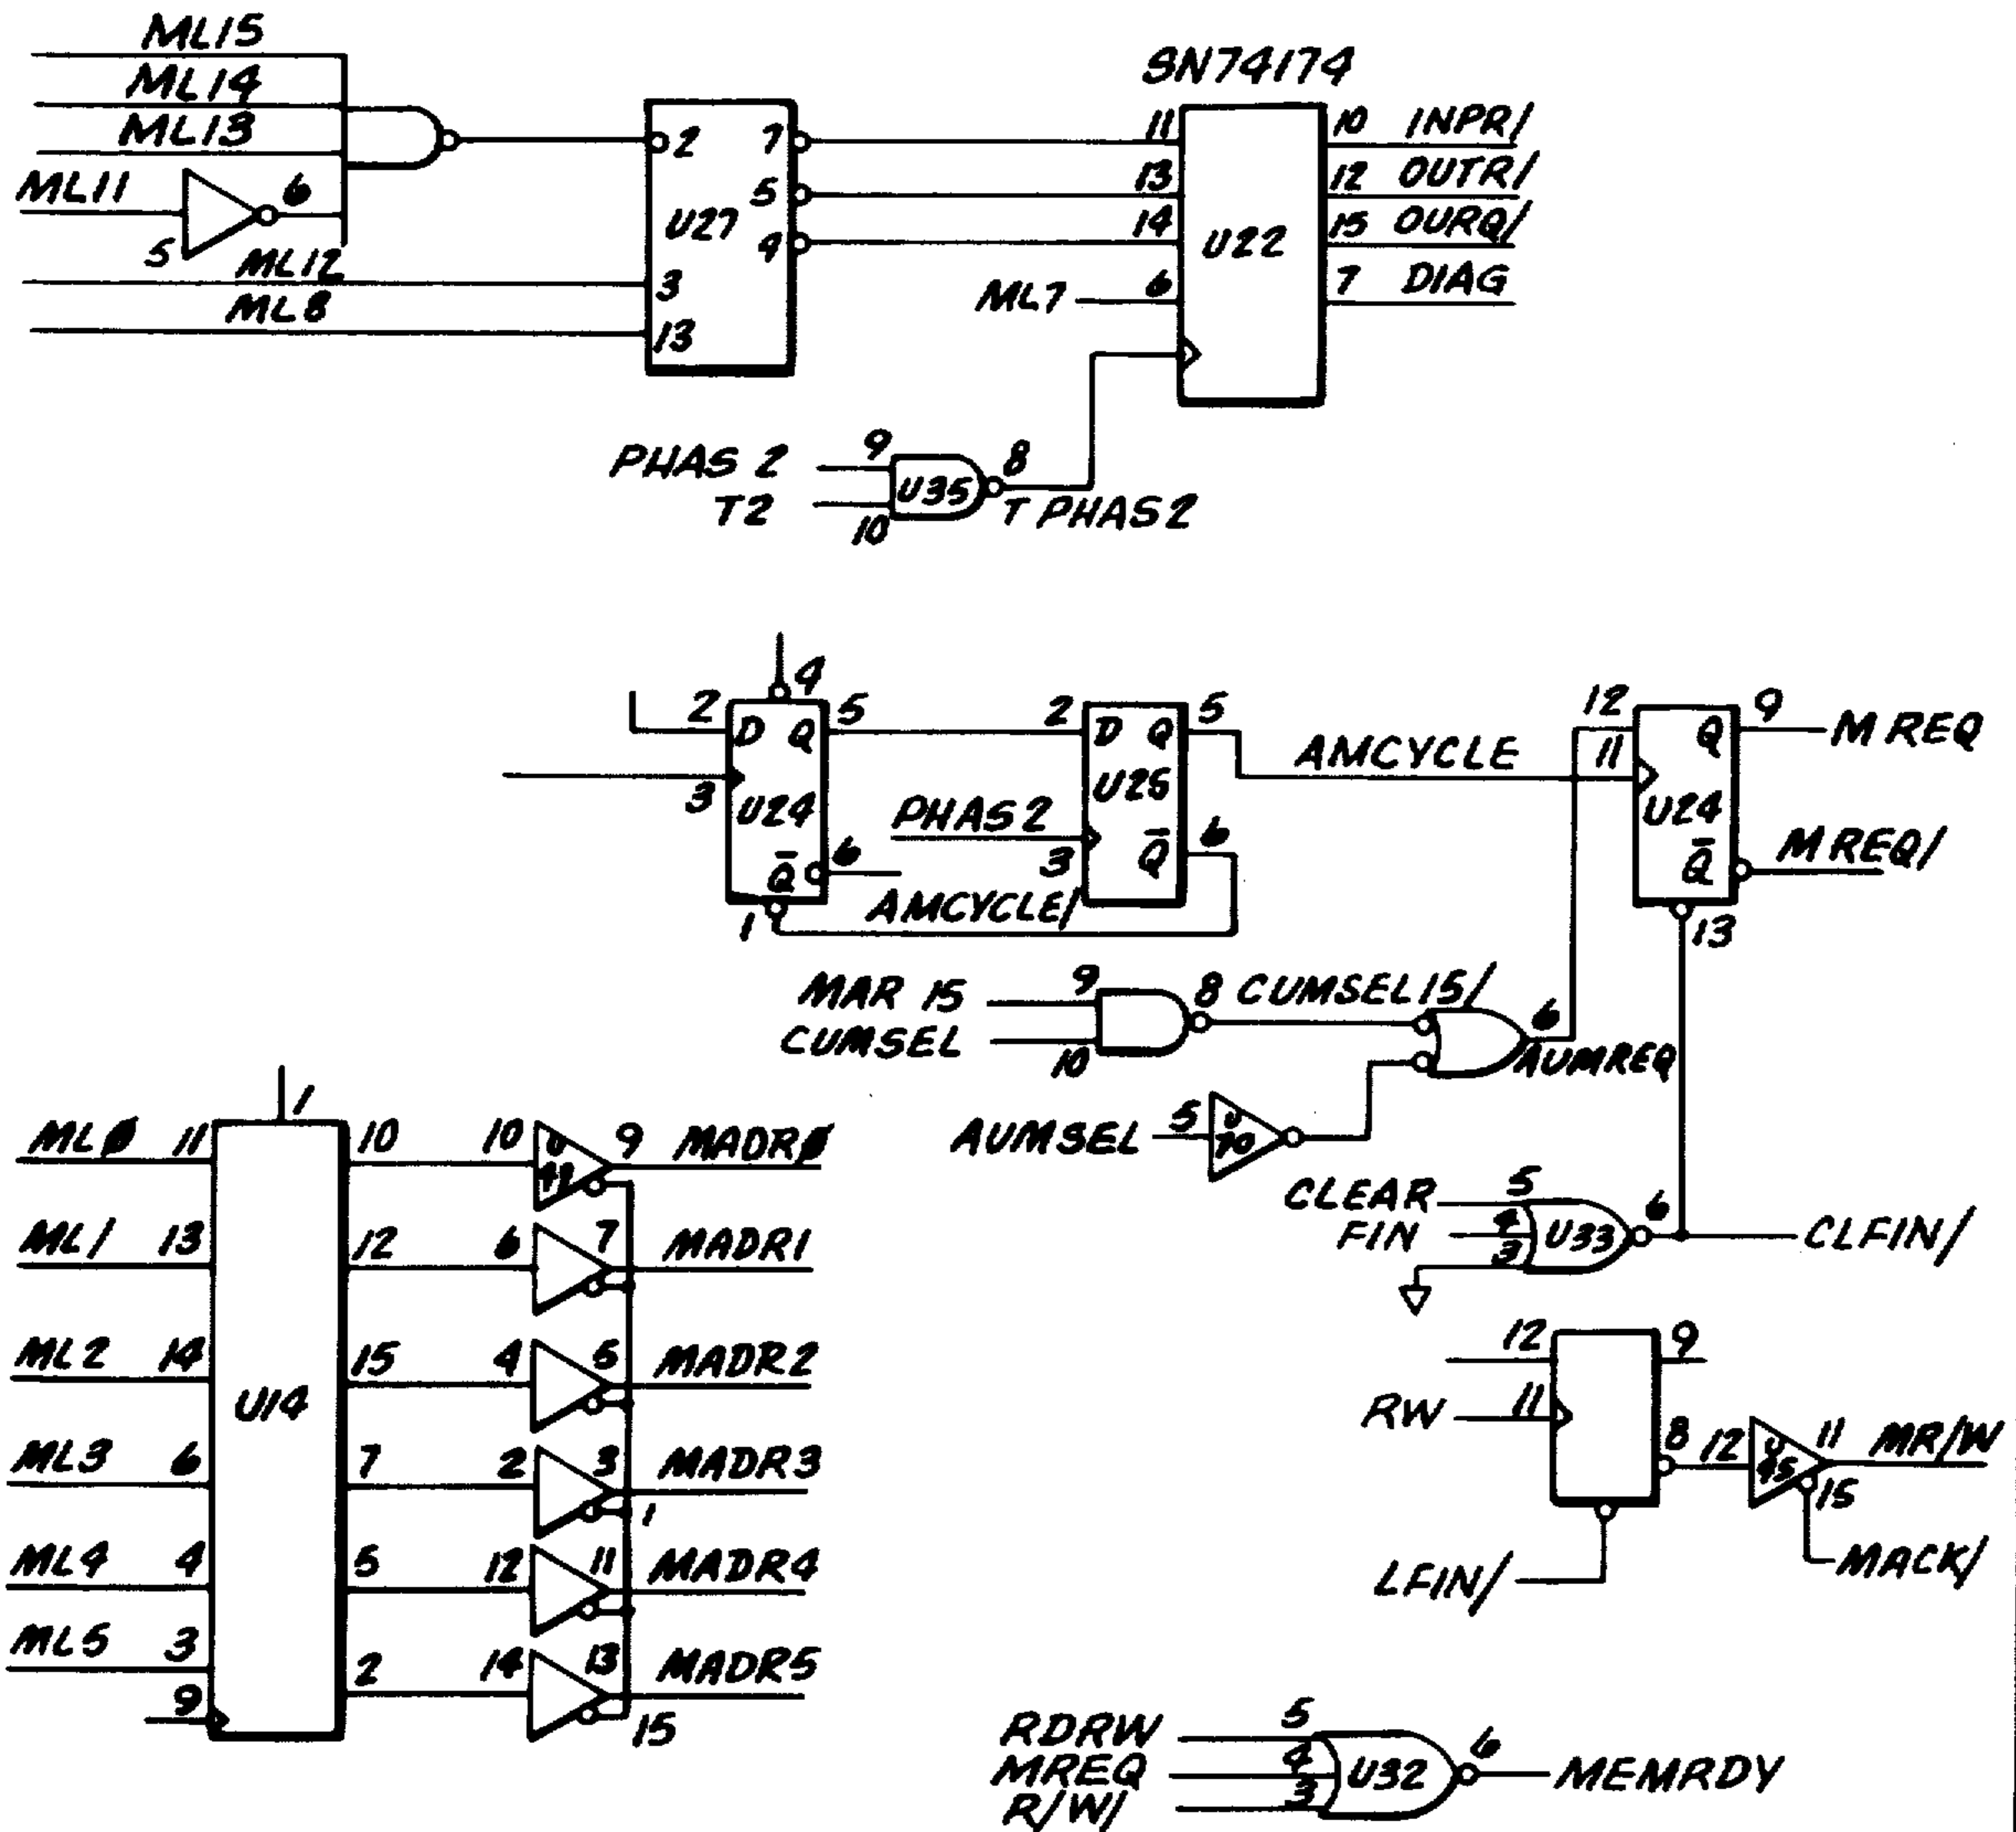 ML15
SN74174
ML14
ML13
ML11 6
5
ML12
ML8
2 7
5
U27
4
3
13
11 10 INPR/
13 12 OUTR/
14 15 OURQ/
U22
ML7 6 7 DIAG
PHAS 2 9
U35 8
T2 10
T PHAS2
4
2 D Q 5
3 U24
Q̅ 6
1
2 D Q 5
U25
PHAS2 3 Q̅ 6
AMCYCLE
AMCYCLE/
12 Q 9 MREQ
11 U24
Q̅ MREQ/
13
MAR 15 9 8 CUMSEL15/
CUMSEL 10
6
AUMREQ
AUMSEL 5
CLEAR 5
FIN 4 U33 6 CLFIN/
3
1
MLØ 11 10 10 9 MADRØ
ML1 13 12 6 7 MADR1
ML2 14 15 4 5 MADR2
U14
ML3 6 7 2 3 MADR3
1
ML4 4 5 12 11 MADR4
ML5 3 2 14 13 MADR5
9 15
12 9
RW 11
8 12 U45 11 MR/W
15
LFIN/ MACK/
RDRW 5
MREQ 4 U32 6 MEMRDY
R/W/ 3